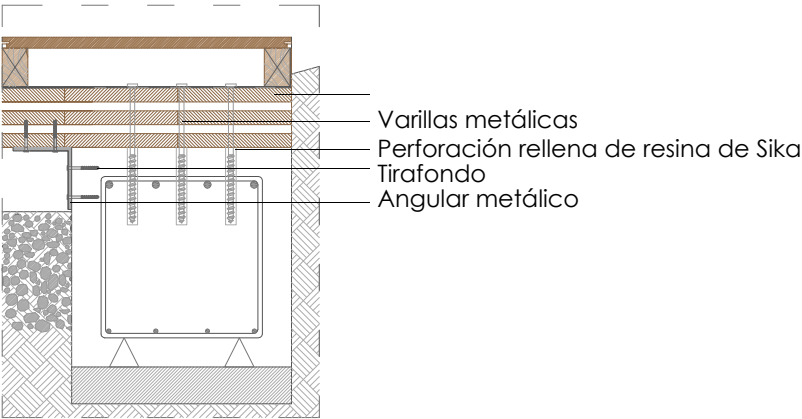 Varillas metálicas
Perforación rellena de resina de Sika
Tirafondo
Angular metálico